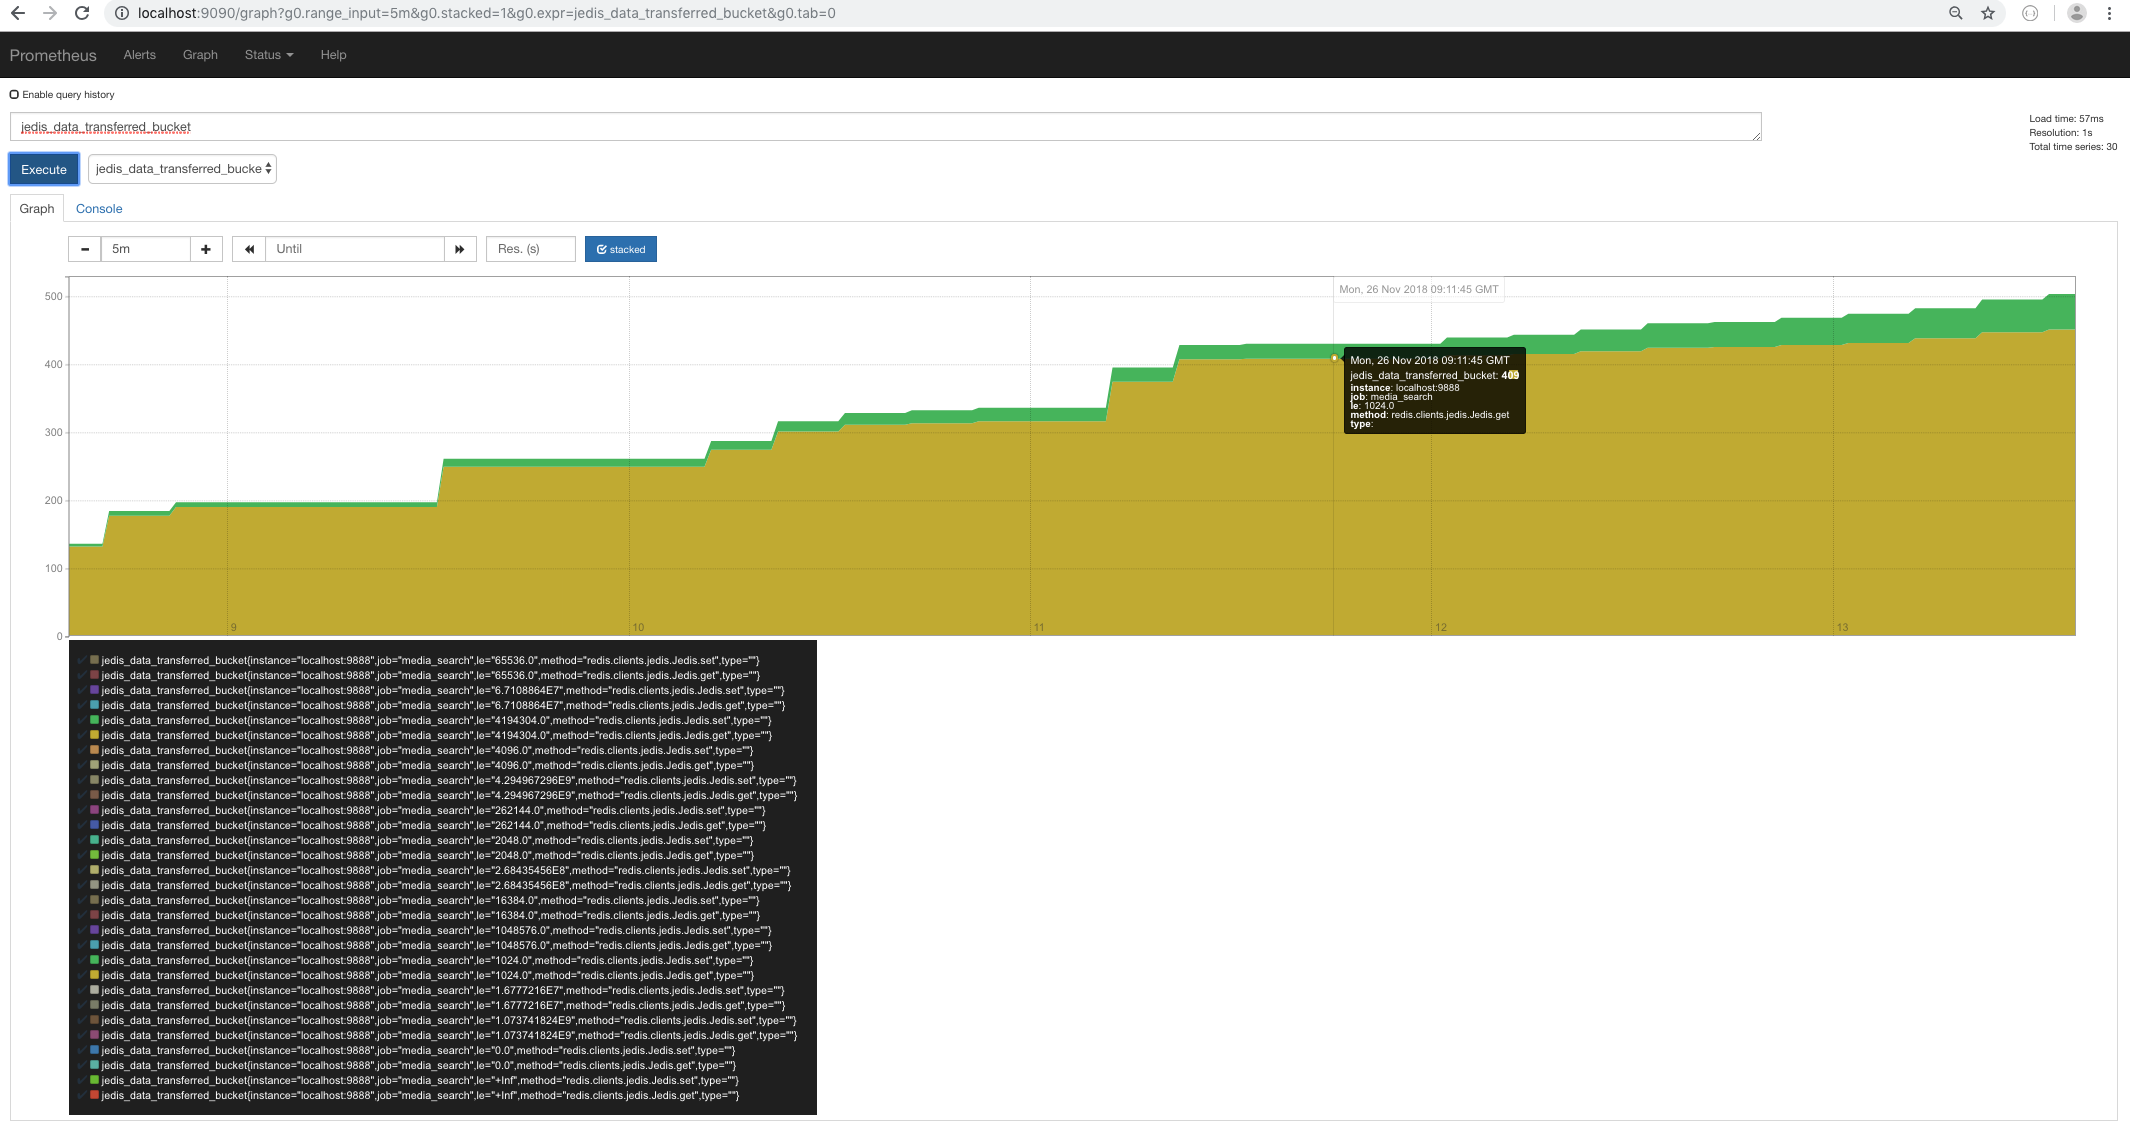 localhost:9090/graph?g0.range_input=5m&g0.stacked=1&g0.expr=jedis_data_transferred_bucket&g0.tab=0
Prometheus Alerts Graph Status Help
Enable query history
jedis_data_transferred_bucket
Load time: 57ms
Resolution: 1s
Total time series: 30
Execute jedis_data_transferred_bucke
Graph Console
5m Until Res. (s) stacked
500
400
300
200
100
0
9 10 11 12 13
Mon, 26 Nov 2018 09:11:45 GMT
Mon, 26 Nov 2018 09:11:45 GMT
jedis_data_transferred_bucket: 409
instance: localhost:9888
job: media_search
le: 1024.0
method: redis.clients.jedis.Jedis.get
type:
jedis_data_transferred_bucket{instance="localhost:9888",job="media_search",le="65536.0",method="redis.clients.jedis.Jedis.set",type=""}
jedis_data_transferred_bucket{instance="localhost:9888",job="media_search",le="65536.0",method="redis.clients.jedis.Jedis.get",type=""}
jedis_data_transferred_bucket{instance="localhost:9888",job="media_search",le="6.7108864E7",method="redis.clients.jedis.Jedis.set",type=""}
jedis_data_transferred_bucket{instance="localhost:9888",job="media_search",le="6.7108864E7",method="redis.clients.jedis.Jedis.get",type=""}
jedis_data_transferred_bucket{instance="localhost:9888",job="media_search",le="4194304.0",method="redis.clients.jedis.Jedis.set",type=""}
jedis_data_transferred_bucket{instance="localhost:9888",job="media_search",le="4194304.0",method="redis.clients.jedis.Jedis.get",type=""}
jedis_data_transferred_bucket{instance="localhost:9888",job="media_search",le="4096.0",method="redis.clients.jedis.Jedis.set",type=""}
jedis_data_transferred_bucket{instance="localhost:9888",job="media_search",le="4096.0",method="redis.clients.jedis.Jedis.get",type=""}
jedis_data_transferred_bucket{instance="localhost:9888",job="media_search",le="4.294967296E9",method="redis.clients.jedis.Jedis.set",type=""}
jedis_data_transferred_bucket{instance="localhost:9888",job="media_search",le="4.294967296E9",method="redis.clients.jedis.Jedis.get",type=""}
jedis_data_transferred_bucket{instance="localhost:9888",job="media_search",le="262144.0",method="redis.clients.jedis.Jedis.set",type=""}
jedis_data_transferred_bucket{instance="localhost:9888",job="media_search",le="262144.0",method="redis.clients.jedis.Jedis.get",type=""}
jedis_data_transferred_bucket{instance="localhost:9888",job="media_search",le="2048.0",method="redis.clients.jedis.Jedis.set",type=""}
jedis_data_transferred_bucket{instance="localhost:9888",job="media_search",le="2048.0",method="redis.clients.jedis.Jedis.get",type=""}
jedis_data_transferred_bucket{instance="localhost:9888",job="media_search",le="2.68435456E8",method="redis.clients.jedis.Jedis.set",type=""}
jedis_data_transferred_bucket{instance="localhost:9888",job="media_search",le="2.68435456E8",method="redis.clients.jedis.Jedis.get",type=""}
jedis_data_transferred_bucket{instance="localhost:9888",job="media_search",le="16384.0",method="redis.clients.jedis.Jedis.set",type=""}
jedis_data_transferred_bucket{instance="localhost:9888",job="media_search",le="16384.0",method="redis.clients.jedis.Jedis.get",type=""}
jedis_data_transferred_bucket{instance="localhost:9888",job="media_search",le="1048576.0",method="redis.clients.jedis.Jedis.set",type=""}
jedis_data_transferred_bucket{instance="localhost:9888",job="media_search",le="1048576.0",method="redis.clients.jedis.Jedis.get",type=""}
jedis_data_transferred_bucket{instance="localhost:9888",job="media_search",le="1024.0",method="redis.clients.jedis.Jedis.set",type=""}
jedis_data_transferred_bucket{instance="localhost:9888",job="media_search",le="1024.0",method="redis.clients.jedis.Jedis.get",type=""}
jedis_data_transferred_bucket{instance="localhost:9888",job="media_search",le="1.6777216E7",method="redis.clients.jedis.Jedis.set",type=""}
jedis_data_transferred_bucket{instance="localhost:9888",job="media_search",le="1.6777216E7",method="redis.clients.jedis.Jedis.get",type=""}
jedis_data_transferred_bucket{instance="localhost:9888",job="media_search",le="1.073741824E9",method="redis.clients.jedis.Jedis.set",type=""}
jedis_data_transferred_bucket{instance="localhost:9888",job="media_search",le="1.073741824E9",method="redis.clients.jedis.Jedis.get",type=""}
jedis_data_transferred_bucket{instance="localhost:9888",job="media_search",le="0.0",method="redis.clients.jedis.Jedis.set",type=""}
jedis_data_transferred_bucket{instance="localhost:9888",job="media_search",le="0.0",method="redis.clients.jedis.Jedis.get",type=""}
jedis_data_transferred_bucket{instance="localhost:9888",job="media_search",le="+Inf",method="redis.clients.jedis.Jedis.set",type=""}
jedis_data_transferred_bucket{instance="localhost:9888",job="media_search",le="+Inf",method="redis.clients.jedis.Jedis.get",type=""}